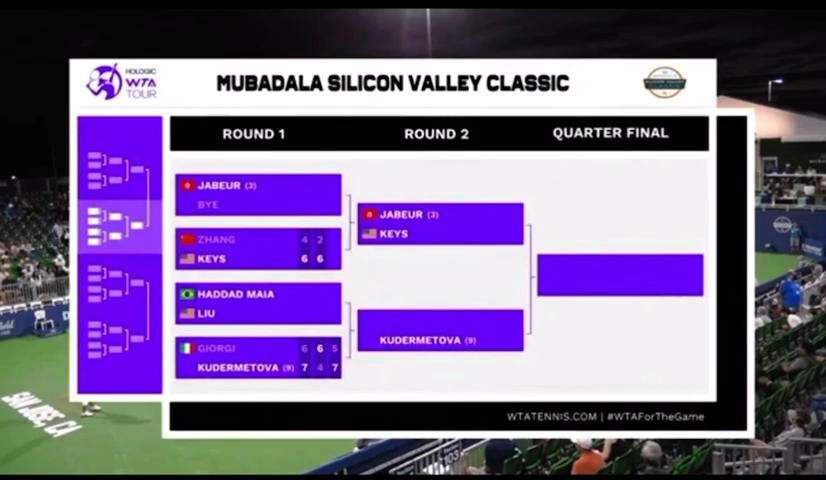 HOLOGIC
WTA
TOUR
MUBADALA SILICON VALLEY CLASSIC
ROUND 1
ROUND 2
QUARTER FINAL
JABEUR (3)
BYE
ZHANG 4 2
KEYS 6 6
HADDAD MAIA
LIU
GIORGI 6 6 5
KUDERMETOVA (9) 7 4 7
JABEUR (3)
KEYS
KUDERMETOVA (9)
WTATENNIS.COM | #WTAForTheGame
SAN JOSE, CA
103